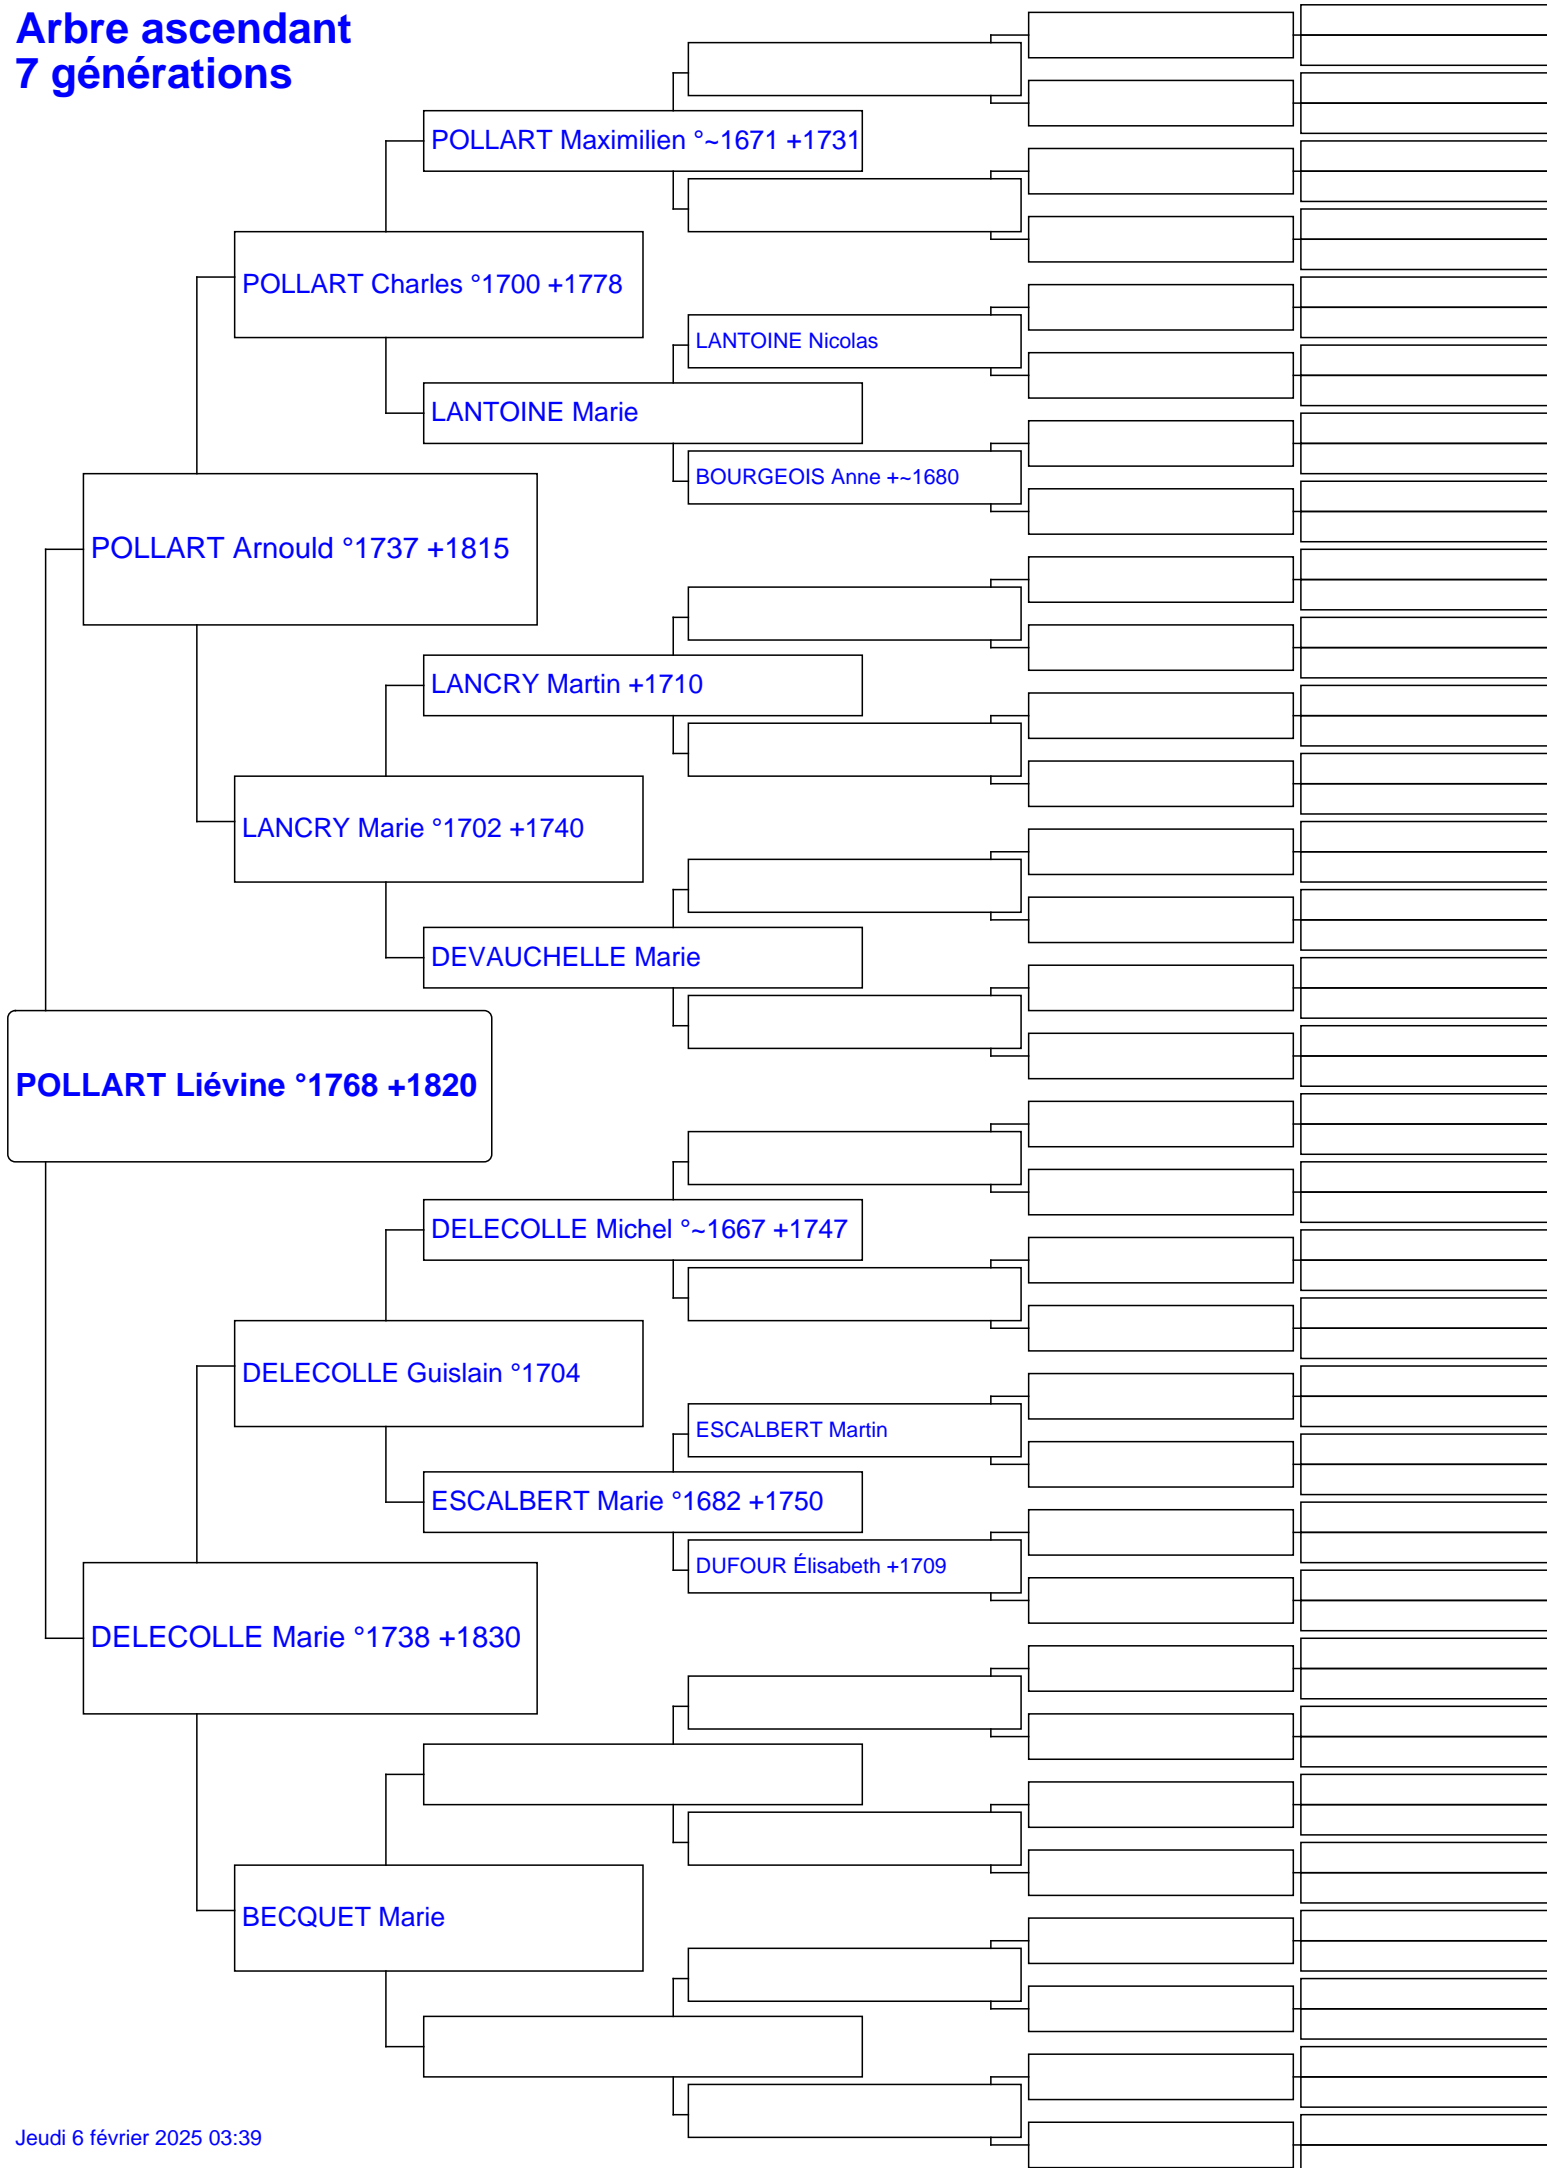 Arbre ascendant
7 générations
POLLART Maximilien °~1671 +1731
POLLART Charles °1700 +1778
LANTOINE Nicolas
LANTOINE Marie
BOURGEOIS Anne +~1680
POLLART Arnould °1737 +1815
LANCRY Martin +1710
LANCRY Marie °1702 +1740
DEVAUCHELLE Marie
POLLART Liévine °1768 +1820
DELECOLLE Michel °~1667 +1747
DELECOLLE Guislain °1704
ESCALBERT Martin
ESCALBERT Marie °1682 +1750
DUFOUR Élisabeth +1709
DELECOLLE Marie °1738 +1830
BECQUET Marie
Jeudi 6 février 2025 03:39